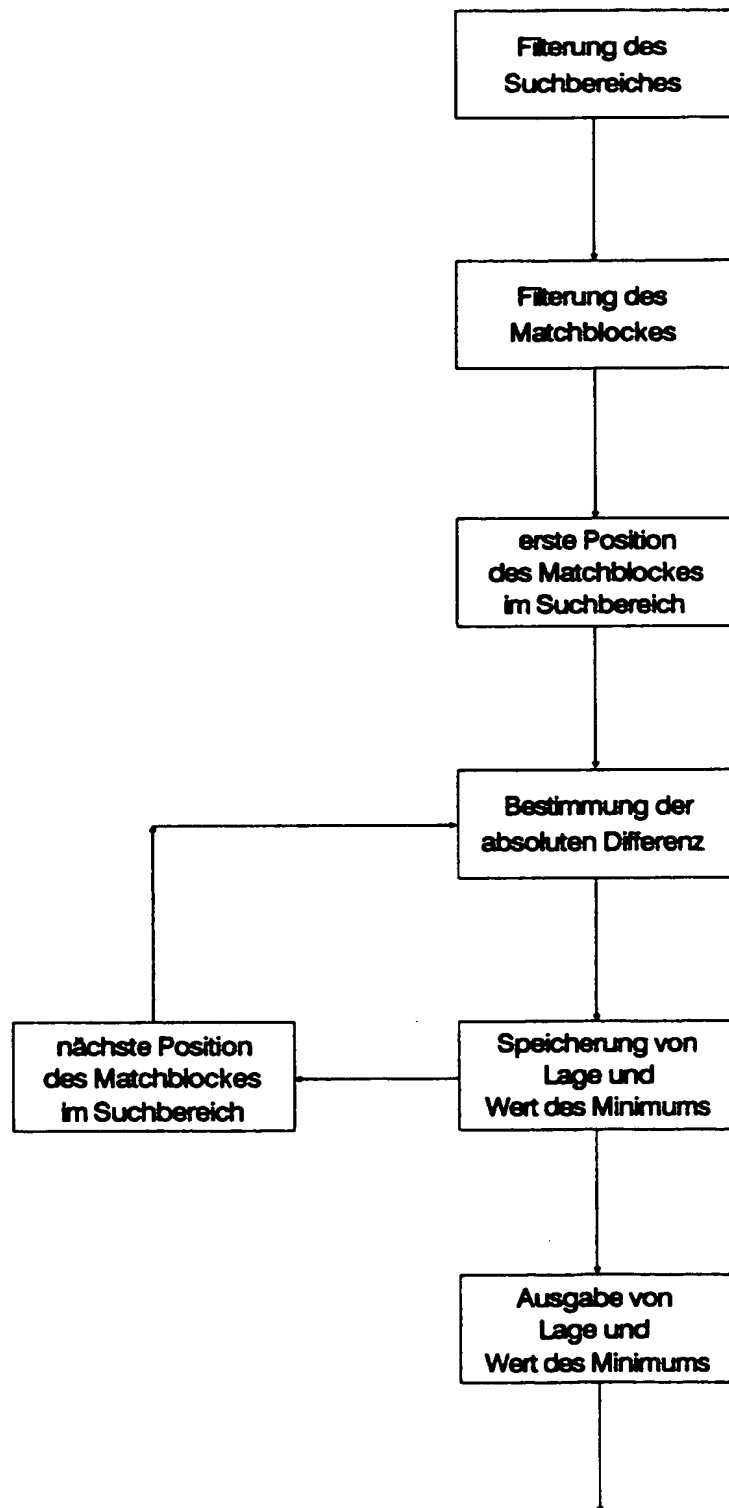 Filterung des
Suchbereiches
Filterung des
Matchblockes
erste Position
des Matchblockes
im Suchbereich
Bestimmung der
absoluten Differenz
nächste Position
des Matchblockes
im Suchbereich
Speicherung von
Lage und
Wert des Minimums
Ausgabe von
Lage und
Wert des Minimums